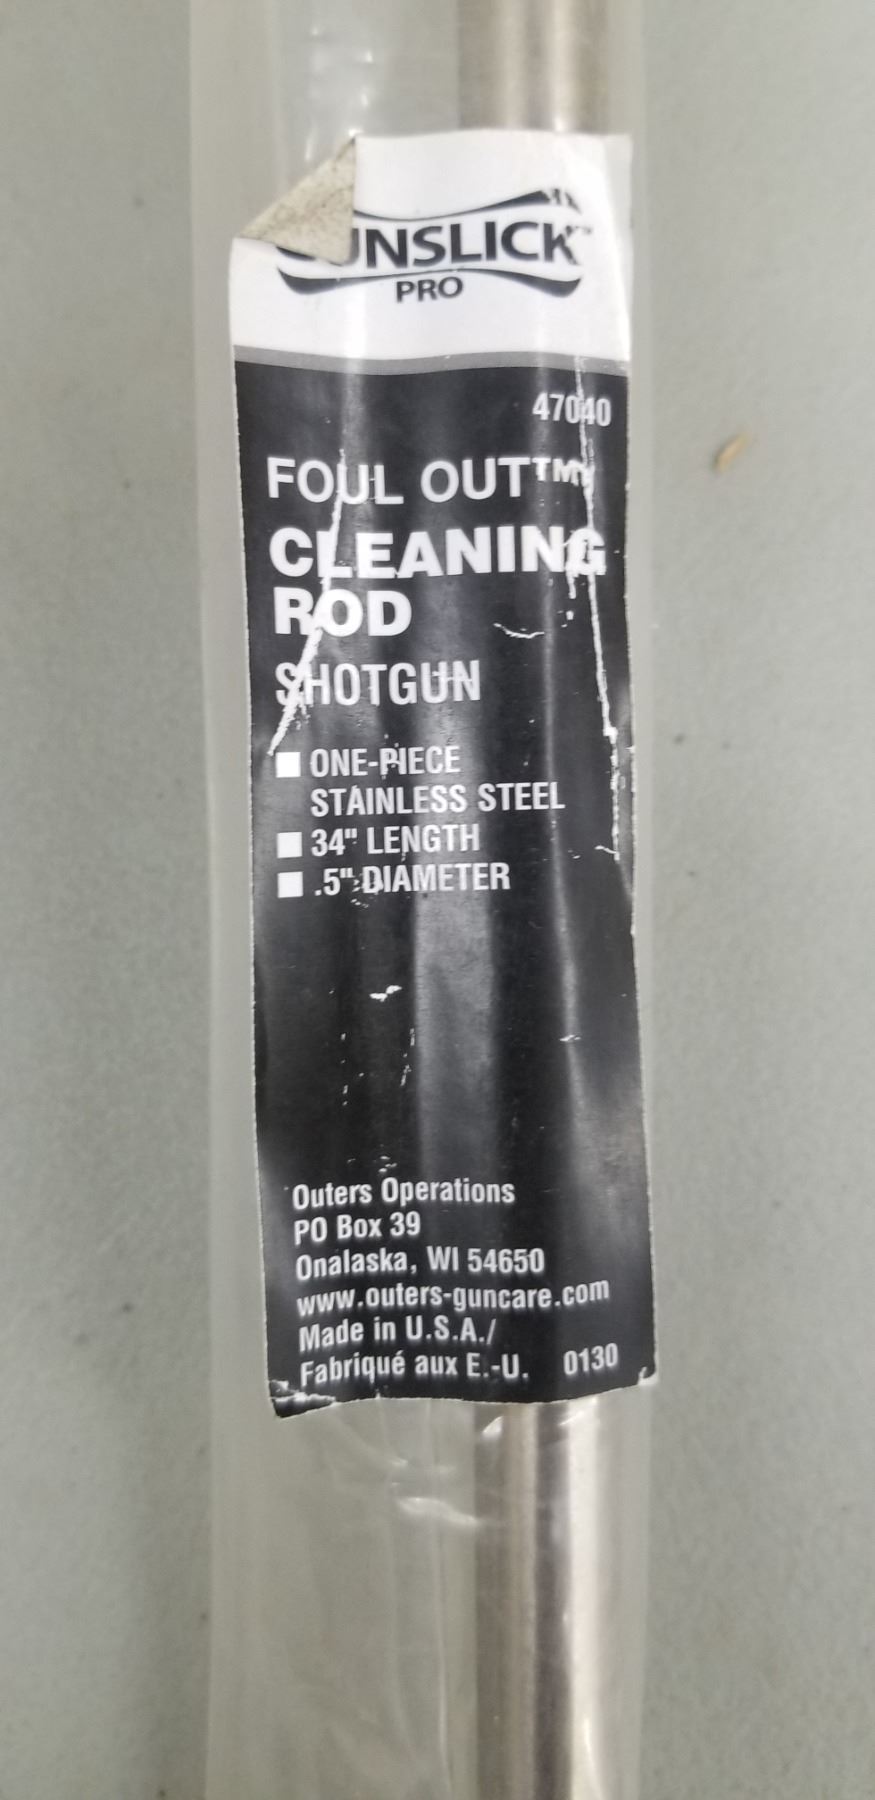 UNSLICK™
PRO
47040
FOUL OUT™
CLEANING
ROD
SHOTGUN
ONE-PIECE
STAINLESS STEEL
34" LENGTH
.5" DIAMETER
Outers Operations
PO Box 39
Onalaska, WI 54650
www.outers-guncare.com
Made in U.S.A./
Fabriqué aux E.-U. 0130